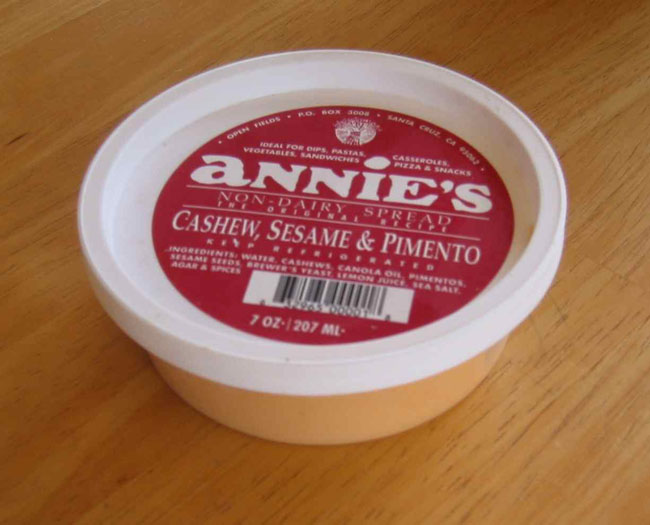 • OPEN FIELDS • P.O. BOX 3008 • SANTA CRUZ, CA 95063 •
IDEAL FOR DIPS, PASTAS,
VEGETABLES, SANDWICHES
CASSEROLES,
PIZZA & SNACKS
ANNiE'S
NON-DAIRY SPREAD
THE ORIGINAL RECIPE
CASHEW, SESAME & PIMENTO
KEEP REFRIGERATED
INGREDIENTS: WATER, CASHEWS, CANOLA OIL, PIMENTOS,
SESAME SEEDS, BREWER'S YEAST, LEMON JUICE, SEA SALT,
AGAR & SPICES
00001
7 OZ· | 207 ML·